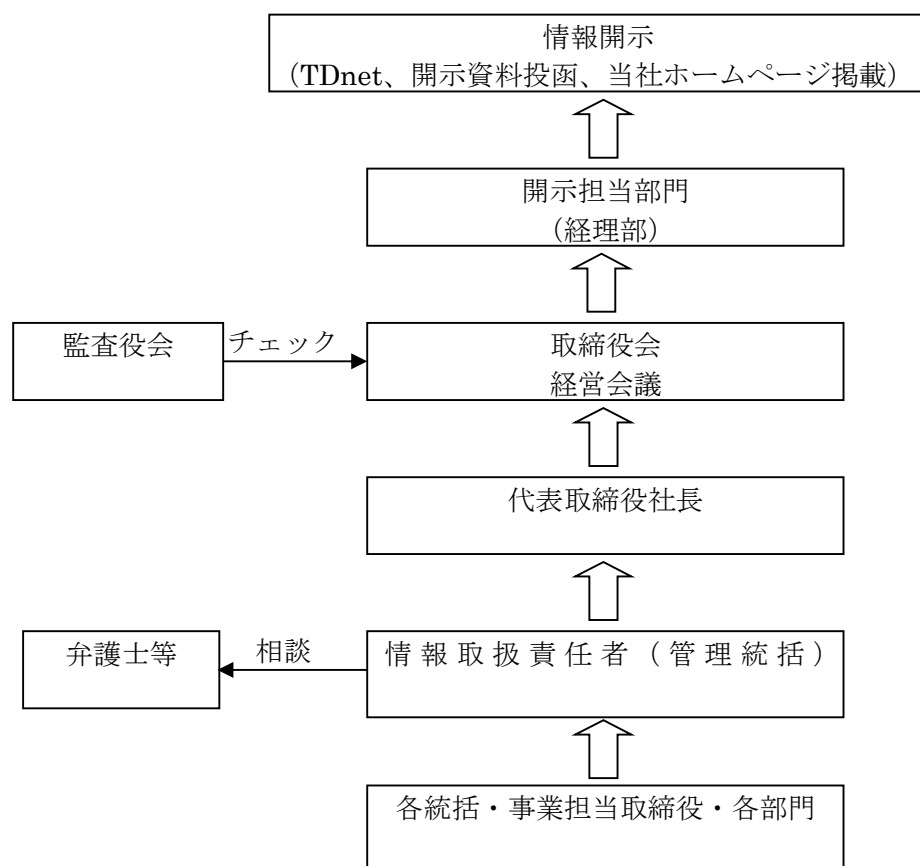 情報開示
（TDnet、開示資料投函、当社ホームページ掲載）
開示担当部門
（経理部）
監査役会
チェック
取締役会
経営会議
代表取締役社長
弁護士等
相談
情報取扱責任者（管理統括）
各統括・事業担当取締役・各部門